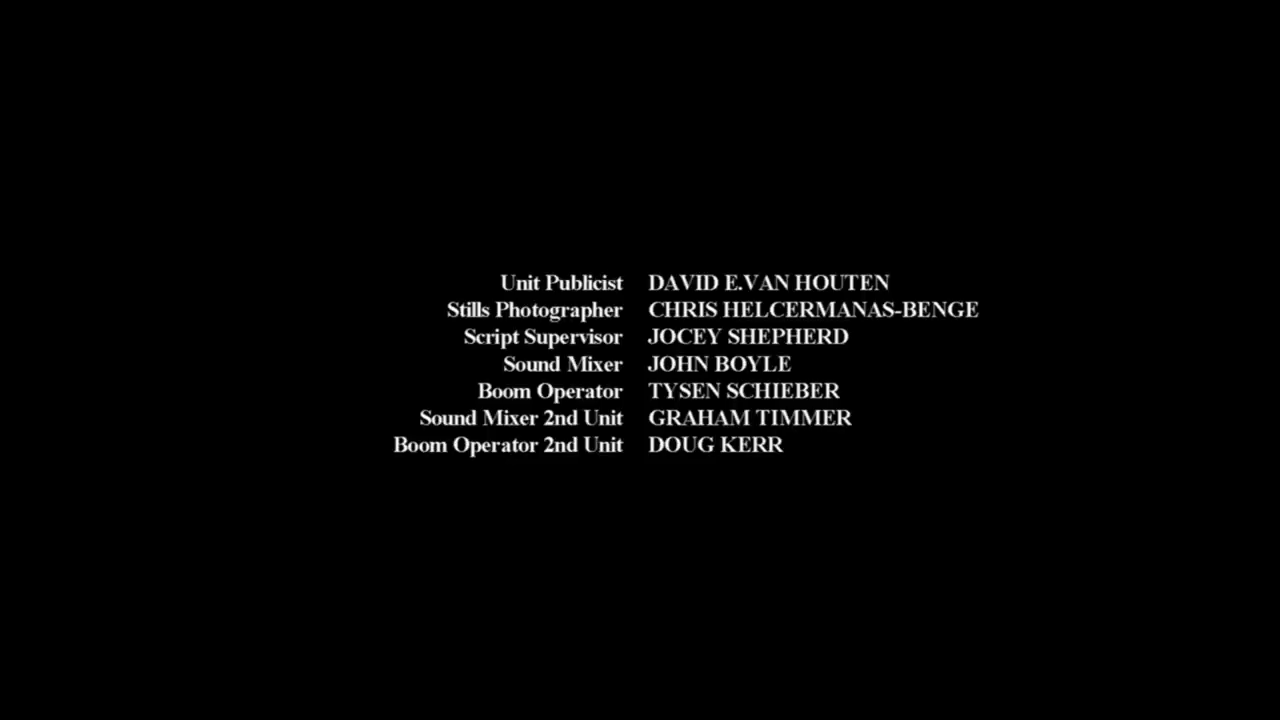 Unit Publicist DAVID E.VAN HOUTEN
Stills Photographer CHRIS HELCERMANAS-BENGE
Script Supervisor JOCEY SHEPHERD
Sound Mixer JOHN BOYLE
Boom Operator TYSEN SCHIEBER
Sound Mixer 2nd Unit GRAHAM TIMMER
Boom Operator 2nd Unit DOUG KERR